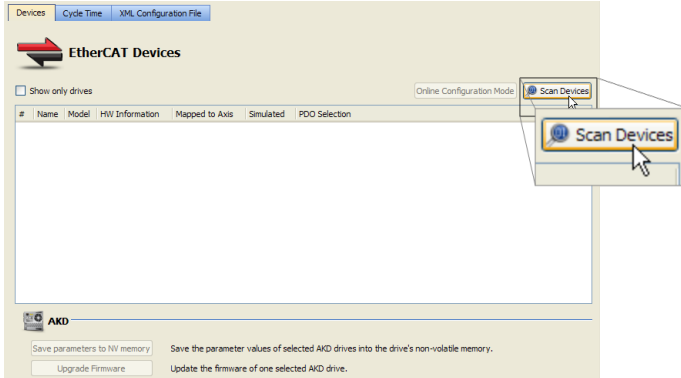 Devices Cycle Time XML Configuration File
EtherCAT Devices
Show only drives Online Configuration Mode Scan Devices
# Name Model HW Information Mapped to Axis Simulated PDO Selection
Scan Devices
AKD
Save parameters to NV memory Save the parameter values of selected AKD drives into the drive's non-volatile memory.
Upgrade Firmware Update the firmware of one selected AKD drive.